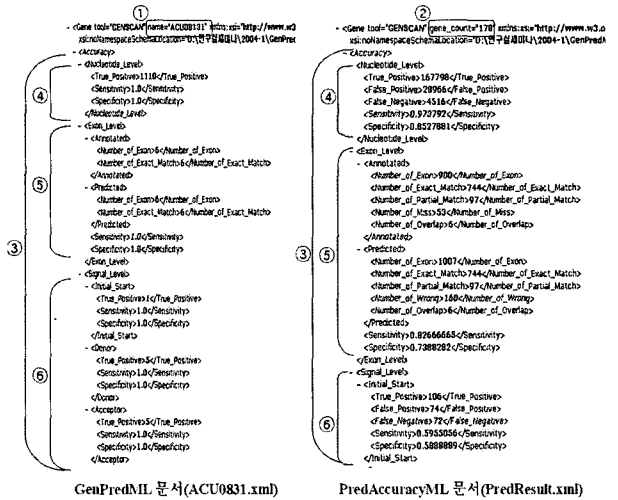 ①
- <Gene tool="GENSCAN" name="ACU08131" xmlns:xsi="http://www.w3
xsi:noNamespaceSchemaLocation="D:\연구실세미나\2004-1\GenPred
③
- <Accuracy>
④
- <Nucleotide_Level>
<True_Positive>1110</True_Positive>
<Sensitivity>1.0</Sensitivity>
<Specificity>1.0</Specificity>
</Nucleotide_Level>
⑤
- <Exon_Level>
- <Annotated>
<Number_of_Exon>6</Number_of_Exon>
<Number_of_Exact_Match>6</Number_of_Exact_Match>
</Annotated>
- <Predicted>
<Number_of_Exon>6</Number_of_Exon>
<Number_of_Exact_Match>6</Number_of_Exact_Match>
</Predicted>
<Sensitivity>1.0</Sensitivity>
<Specificity>1.0</Specificity>
</Exon_Level>
⑥
- <Signal_Level>
- <Initial_Start>
<True_Positive>1</True_Positive>
<Sensitivity>1.0</Sensitivity>
<Specificity>1.0</Specificity>
</Initial_Start>
- <Donor>
<True_Positive>5</True_Positive>
<Sensitivity>1.0</Sensitivity>
<Specificity>1.0</Specificity>
</Donor>
- <Acceptor>
<True_Positive>5</True_Positive>
<Sensitivity>1.0</Sensitivity>
<Specificity>1.0</Specificity>
</Acceptor>
GenPredML 문서(ACU0831.xml)
②
- <Gene tool="GENSCAN" gene_count="178" xmlns:xsi="http://www.w3.o
xsi:noNamespaceSchemaLocation="D:\연구실세미나\2004-1\GenPredM
③
- <Accuracy>
④
- <Nucleotide_Level>
<True_Positive>167798</True_Positive>
<False_Positive>28966</False_Positive>
<False_Negative>4516</False_Negative>
<Sensitivity>0.973792</Sensitivity>
<Specificity>0.8527881</Specificity>
</Nucleotide_Level>
⑤
- <Exon_Level>
- <Annotated>
<Number_of_Exon>900</Number_of_Exon>
<Number_of_Exact_Match>744</Number_of_Exact_Match>
<Number_of_Partial_Match>97</Number_of_Partial_Match>
<Number_of_Miss>53</Number_of_Miss>
<Number_of_Overlap>6</Number_of_Overlap>
</Annotated>
- <Predicted>
<Number_of_Exon>1007</Number_of_Exon>
<Number_of_Exact_Match>744</Number_of_Exact_Match>
<Number_of_Partial_Match>97</Number_of_Partial_Match>
<Number_of_Wrong>160</Number_of_Wrong>
<Number_of_Overlap>6</Number_of_Overlap>
</Predicted>
<Sensitivity>0.82666665</Sensitivity>
<Specificity>0.7388282</Specificity>
</Exon_Level>
⑥
- <Signal_Level>
- <Initial_Start>
<True_Positive>106</True_Positive>
<False_Positive>74</False_Positive>
<False_Negative>72</False_Negative>
<Sensitivity>0.5955056</Sensitivity>
<Specificity>0.5888889</Specificity>
</Initial_Start>
PredAccuracyML 문서(PredResult.xml)